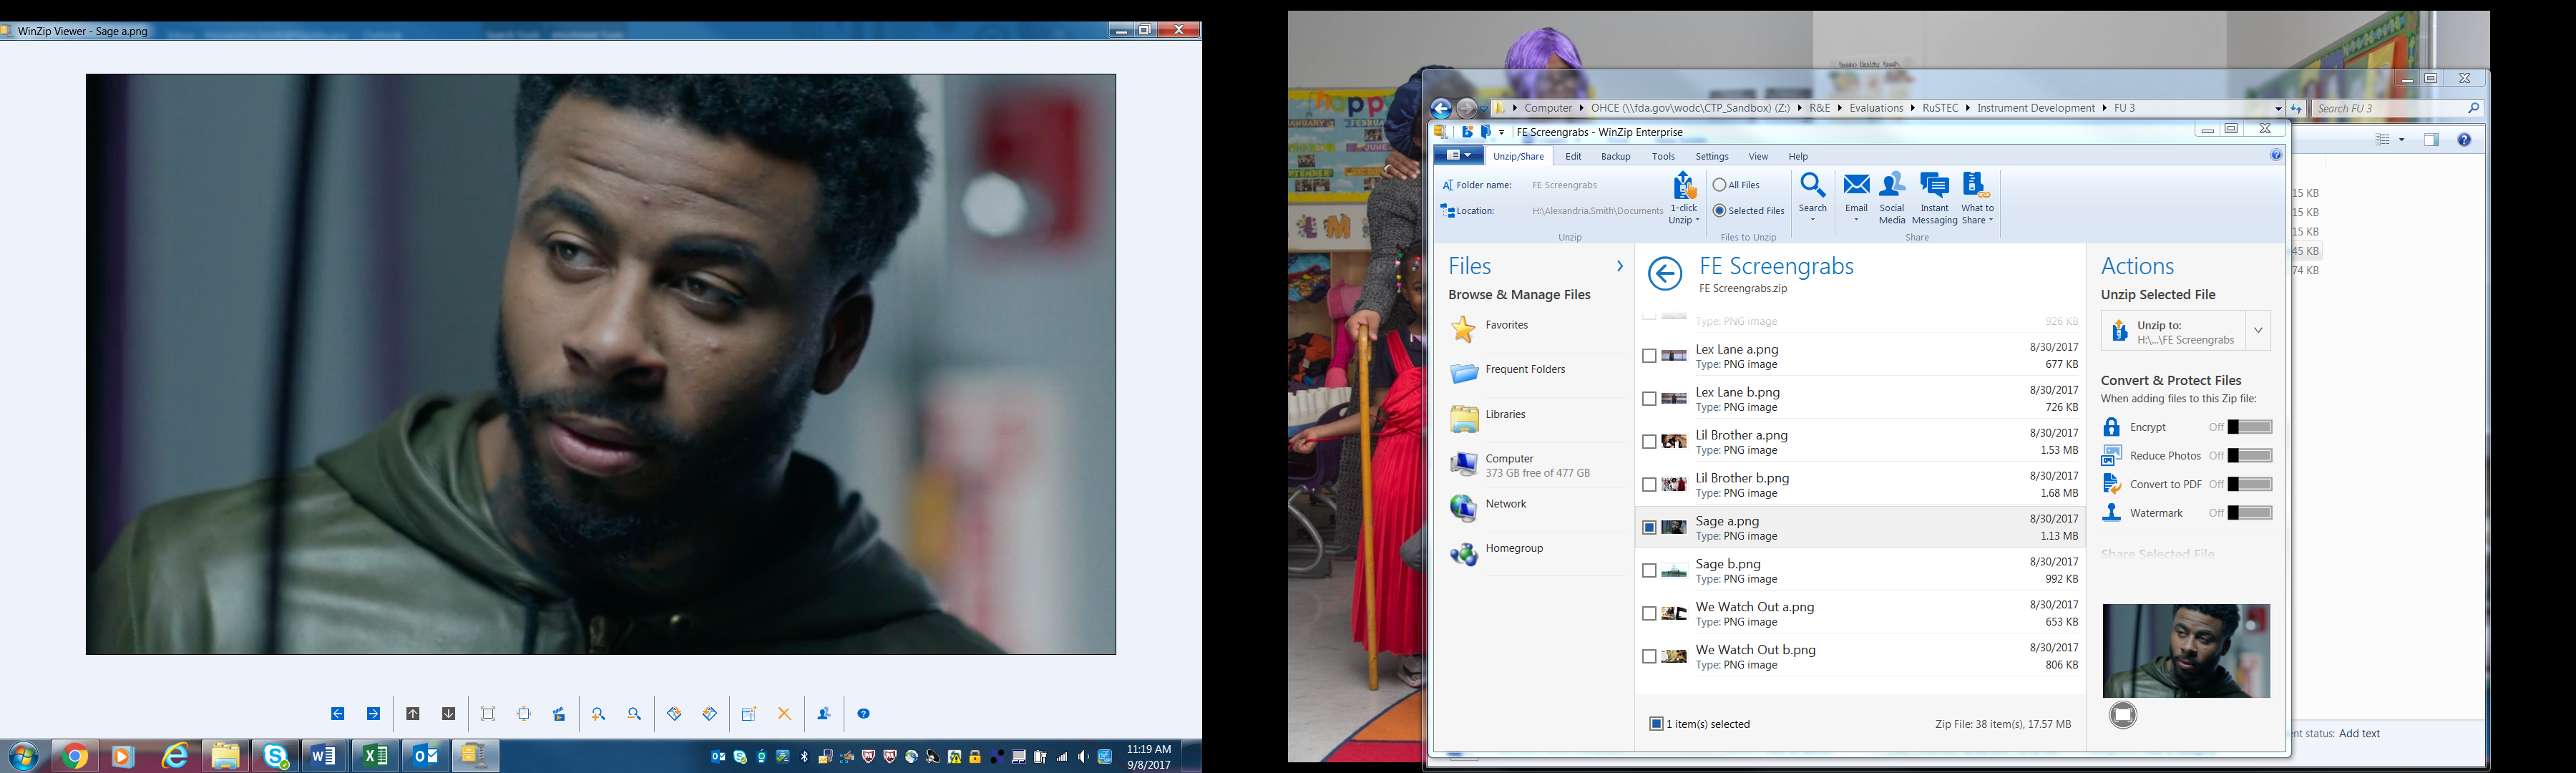 WinZip Viewer - Sage a.png
11:19 AM
9/8/2017
Computer
OHCE (\\fda.gov\wodc\CTP_Sandbox) (Z:)
R&E
Evaluations
RuSTEC
Instrument Development
FU 3
Search FU 3
FE Screengrabs - WinZip Enterprise
Unzip/Share
Edit
Backup
Tools
Settings
View
Help
Folder name:
FE Screengrabs
Location:
H:\Alexandria.Smith\Documents
1-click
Unzip
Unzip
All Files
Selected Files
Files to Unzip
Search
Email
Social
Media
Instant
Messaging
What to
Share
Share
Files
Browse & Manage Files
Favorites
Frequent Folders
Libraries
Computer
373 GB free of 477 GB
Network
Homegroup
FE Screengrabs
FE Screengrabs.zip
Type: PNG image
926 KB
Lex Lane a.png
8/30/2017
Type: PNG image
677 KB
Lex Lane b.png
8/30/2017
Type: PNG image
726 KB
Lil Brother a.png
8/30/2017
Type: PNG image
1.53 MB
Lil Brother b.png
8/30/2017
Type: PNG image
1.68 MB
Sage a.png
8/30/2017
Type: PNG image
1.13 MB
Sage b.png
8/30/2017
Type: PNG image
992 KB
We Watch Out a.png
8/30/2017
Type: PNG image
653 KB
We Watch Out b.png
8/30/2017
Type: PNG image
806 KB
1 item(s) selected
Zip File: 38 item(s), 17.57 MB
Actions
Unzip Selected File
Unzip to:
H:\...\FE Screengrabs
Convert & Protect Files
When adding files to this Zip file:
Encrypt
Off
Reduce Photos
Off
Convert to PDF
Off
Watermark
Off
Share Selected File
15 KB
15 KB
15 KB
45 KB
74 KB
nt status: Add text